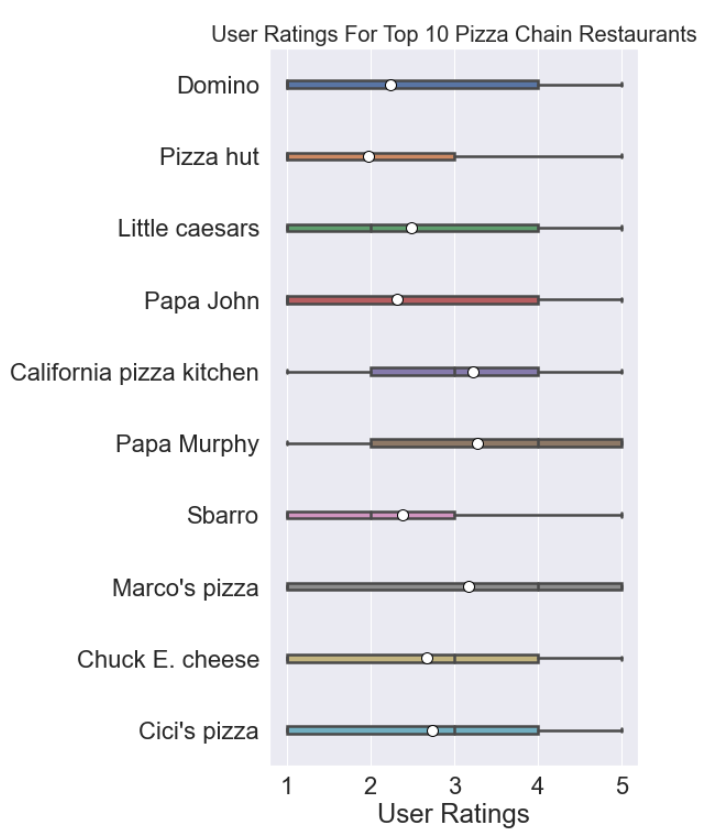 User Ratings For Top 10 Pizza Chain Restaurants
Domino
Pizza hut
Little caesars
Papa John
California pizza kitchen
Papa Murphy
Sbarro
Marco's pizza
Chuck E. cheese
Cici's pizza
1 2 3 4 5
User Ratings